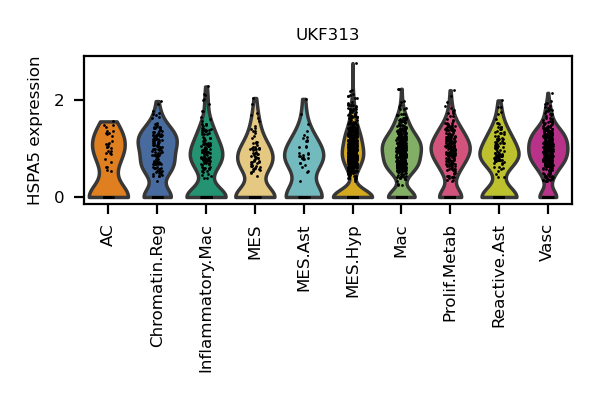 UKF313
HSPA5 expression
2
0
AC
Chromatin.Reg
Inflammatory.Mac
MES
MES.Ast
MES.Hyp
Mac
Prolif.Metab
Reactive.Ast
Vasc